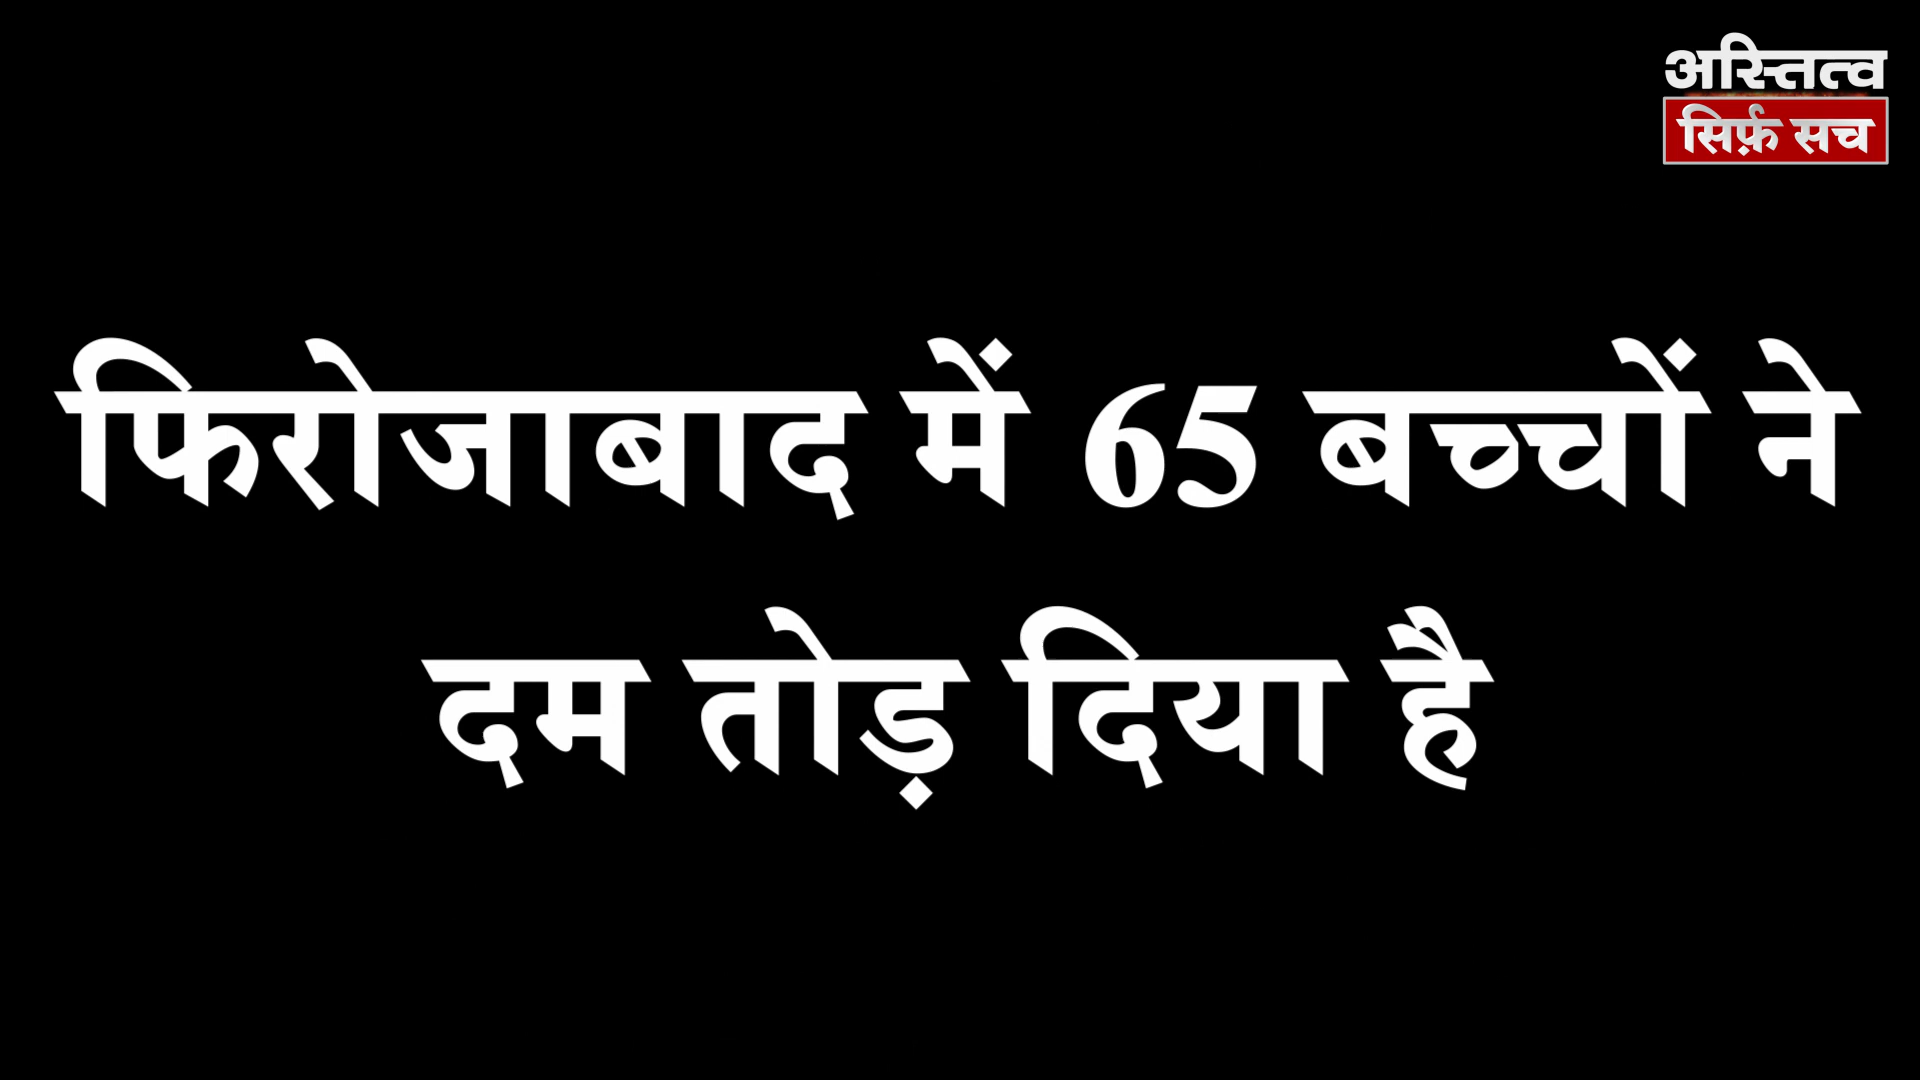 अस्तित्व
सिर्फ़ सच
फिरोजाबाद में 65 बच्चों ने
दम तोड़ दिया है